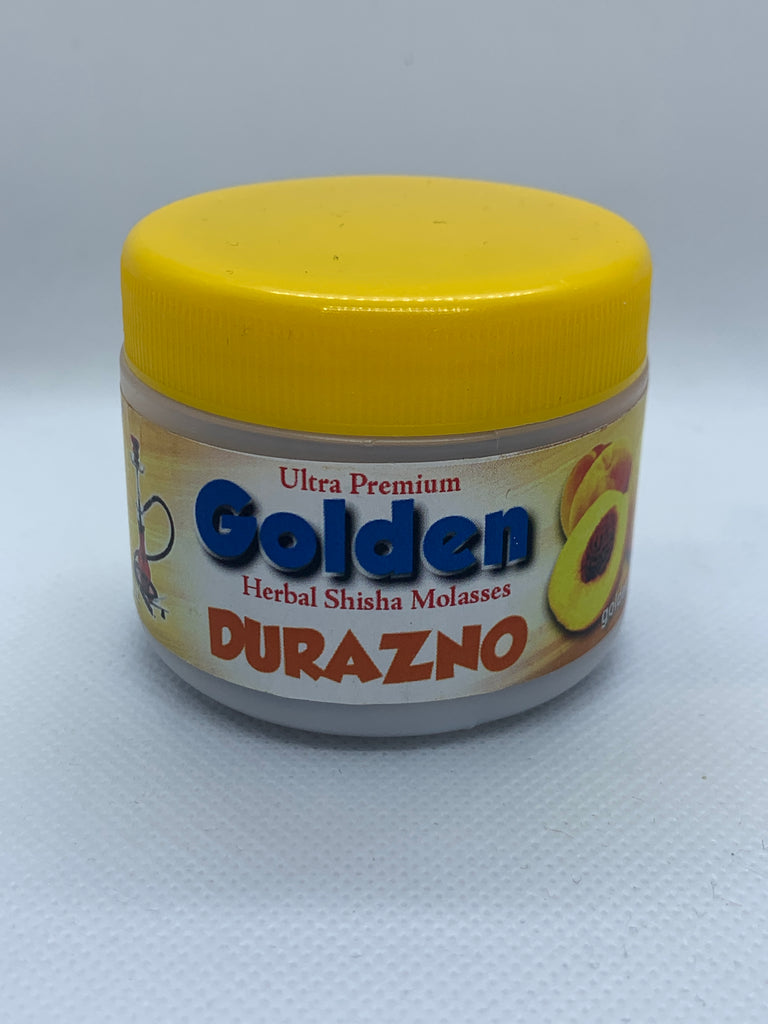 Ultra Premium
Golden
Herbal Shisha Molasses
DURAZNO